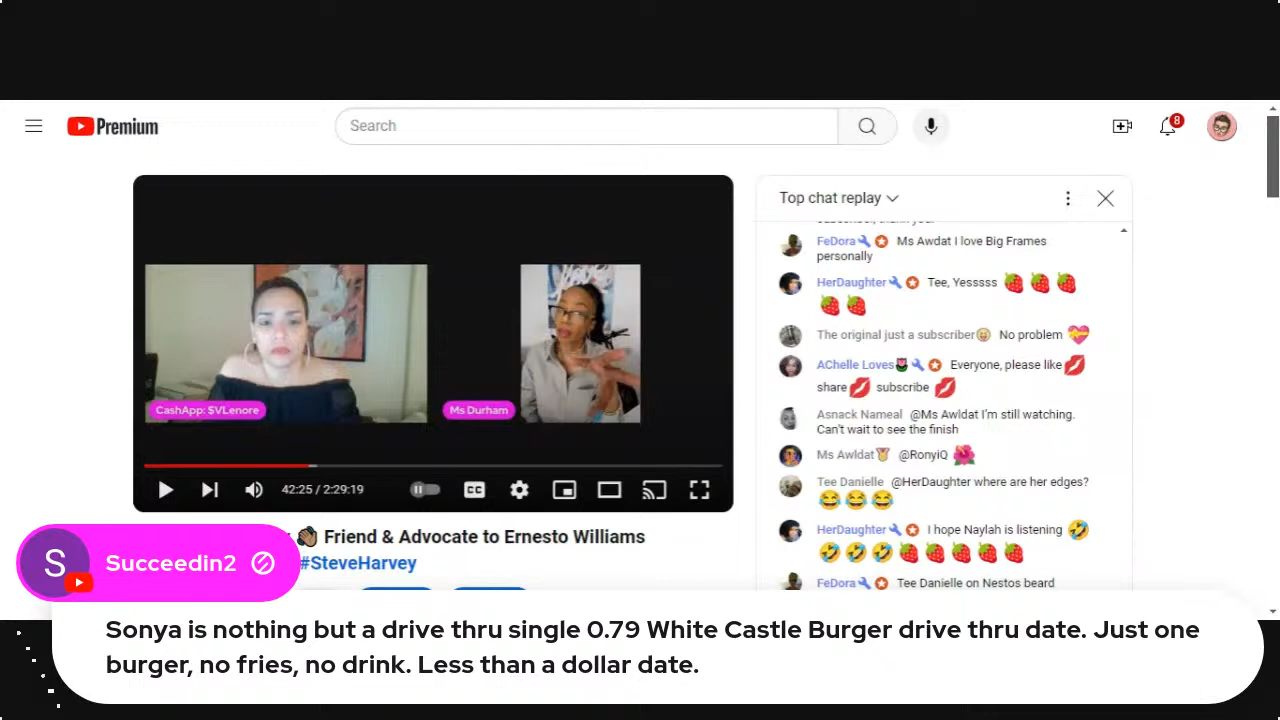 Premium
Search
8
Top chat replay
FeDora Ms Awdat I love Big Frames
personally
HerDaughter Tee, Yesssss 🍓 🍓 🍓
🍓 🍓
The original just a subscriber No problem 💝
AChelle Loves🌷 Everyone, please like💋
share💋 subscribe 💋
Asnack Nameal @Ms Awldat I'm still watching.
Can't wait to see the finish
Ms Awldat @RonyiQ 🌺
Tee Danielle @HerDaughter where are her edges?
😂 😂 😂
HerDaughter I hope Naylah is listening 🤣
🤣 🤣 🤣 🍓 🍓 🍓 🍓 🍓
FeDora Tee Danielle on Nestos beard
CashApp: $VLenore
Ms Durham
42:25 / 2:29:19
CC
👋🏾 Friend & Advocate to Ernesto Williams
#SteveHarvey
S
Succeedin2
Sonya is nothing but a drive thru single 0.79 White Castle Burger drive thru date. Just one
burger, no fries, no drink. Less than a dollar date.